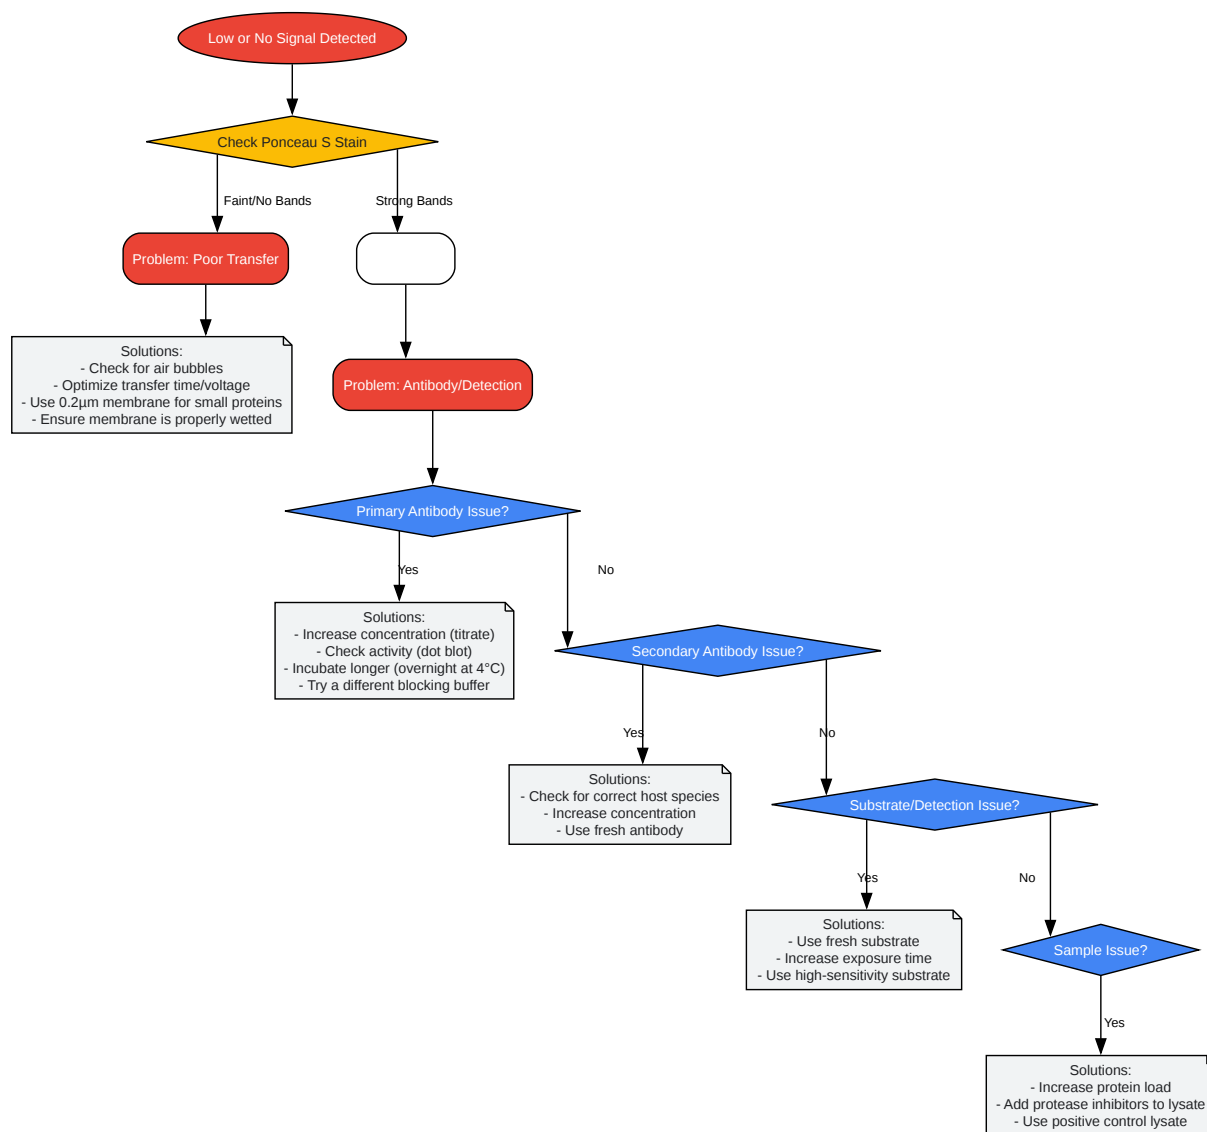 Low or No Signal Detected
Check Ponceau S Stain
Faint/No Bands
Strong Bands
Problem: Poor Transfer
Solutions:
- Check for air bubbles
- Optimize transfer time/voltage
- Use 0.2µm membrane for small proteins
- Ensure membrane is properly wetted
Problem: Antibody/Detection
Primary Antibody Issue?
Yes
No
Solutions:
- Increase concentration (titrate)
- Check activity (dot blot)
- Incubate longer (overnight at 4°C)
- Try a different blocking buffer
Secondary Antibody Issue?
Yes
No
Solutions:
- Check for correct host species
- Increase concentration
- Use fresh antibody
Substrate/Detection Issue?
Yes
No
Solutions:
- Use fresh substrate
- Increase exposure time
- Use high-sensitivity substrate
Sample Issue?
Yes
Solutions:
- Increase protein load
- Add protease inhibitors to lysate
- Use positive control lysate